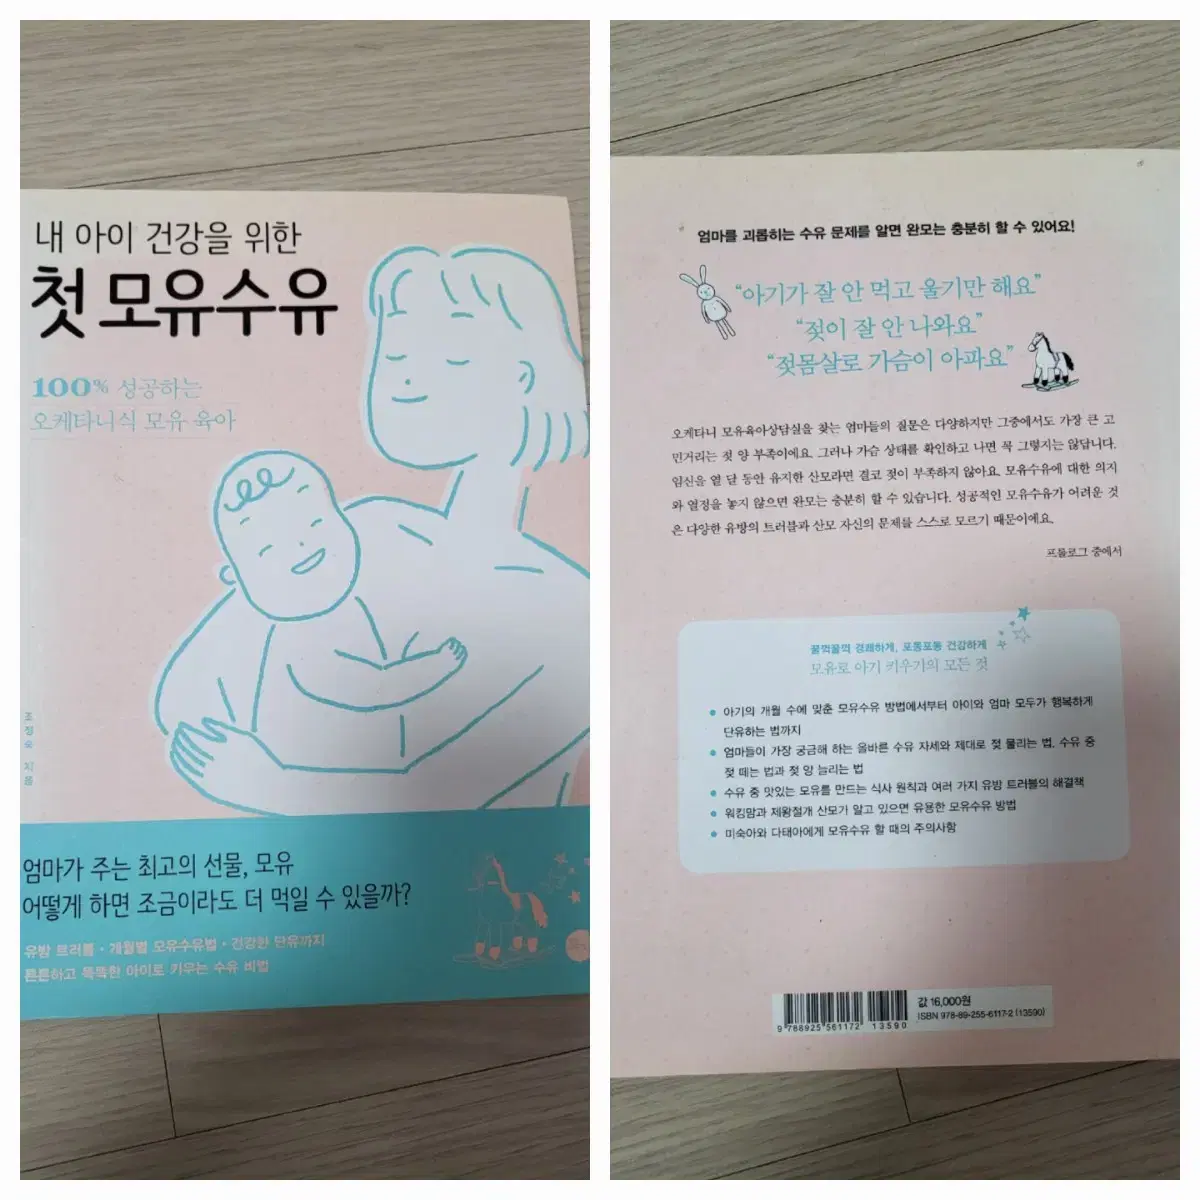 내 아이 건강을 위한
첫 모유수유
100% 성공하는
오케타니식 모유 육아
조정숙 지음
엄마가 주는 최고의 선물, 모유
어떻게 하면 조금이라도 더 먹일 수 있을까?
유방 트러블 · 개월별 모유수유법 · 건강한 단유까지
튼튼하고 똑똑한 아이로 키우는 수유 비법
엄마를 괴롭히는 수유 문제를 알면 완모는 충분히 할 수 있어요!
“아기가 잘 안 먹고 울기만 해요”
“젖이 잘 안 나와요”
“젖몸살로 가슴이 아파요”
오케타니 모유육아상담실을 찾는 엄마들의 질문은 다양하지만 그중에서도 가장 큰 고
민거리는 젖 양 부족이에요. 그러나 가슴 상태를 확인하고 나면 꼭 그렇지는 않답니다.
임신을 열 달 동안 유지한 산모라면 결코 젖이 부족하지 않아요. 모유수유에 대한 의지
와 열정을 놓지 않으면 완모는 충분히 할 수 있습니다. 성공적인 모유수유가 어려운 것
은 다양한 유방의 트러블과 산모 자신의 문제를 스스로 모르기 때문이에요.
프롤로그 중에서
꿀꺽꿀꺽 경쾌하게, 포동포동 건강하게
모유로 아기 키우기의 모든 것
• 아기의 개월 수에 맞춘 모유수유 방법에서부터 아이와 엄마 모두가 행복하게
단유하는 법까지
• 엄마들이 가장 궁금해 하는 올바른 수유 자세와 제대로 젖 물리는 법, 수유 중
젖 떼는 법과 젖 양 늘리는 법
• 수유 중 맛있는 모유를 만드는 식사 원칙과 여러 가지 유방 트러블의 해결책
• 워킹맘과 제왕절개 산모가 알고 있으면 유용한 모유수유 방법
• 미숙아와 다태아에게 모유수유 할 때의 주의사항
값 16,000원
ISBN 978-89-255-6117-2 (13590)
9 788925 561172 13590